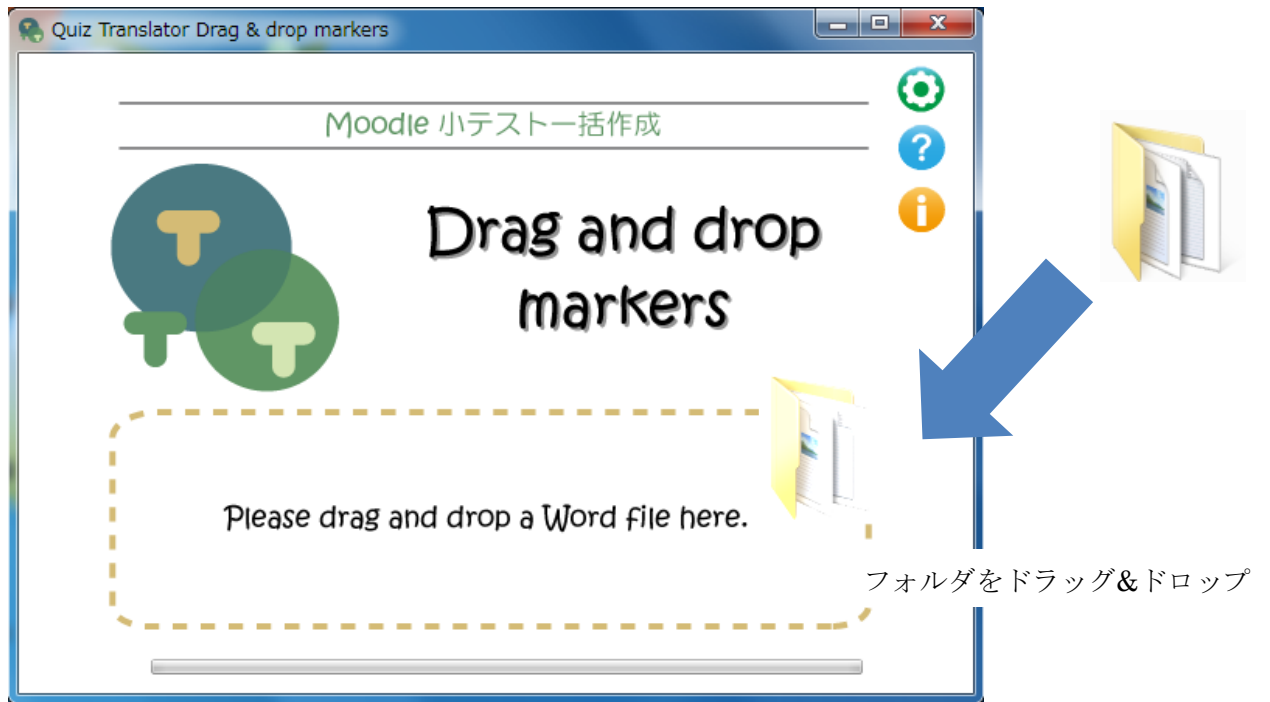 Quiz Translator Drag & drop markers
Moodle 小テスト一括作成
Drag and drop
markers
Please drag and drop a Word file here.
フォルダをドラッグ&ドロップ